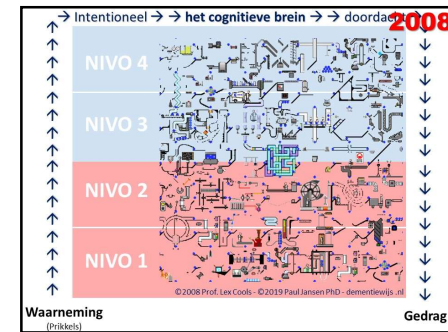 → Intentioneel → → het cognitieve brein → → doordacht
2008
NIVO 4
NIVO 3
NIVO 2
NIVO 1
©2008 Prof. Lex Cools - ©2019 Paul Jansen PhD - dementiewijs .nl
Waarneming
(Prikkels)
Gedrag